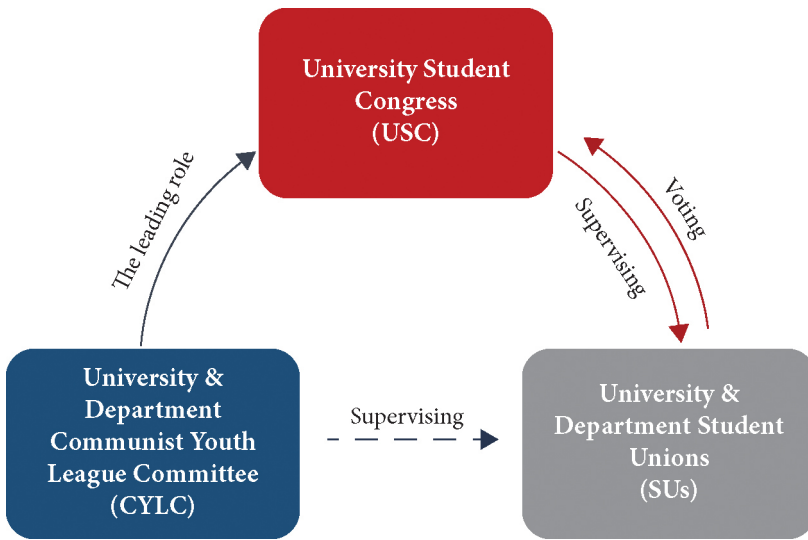 University Student
Congress
(USC)
The leading role
Supervising
Voting
University &
Department
Communist Youth
League Committee
(CYLC)
Supervising
University &
Department Student
Unions
(SUs)